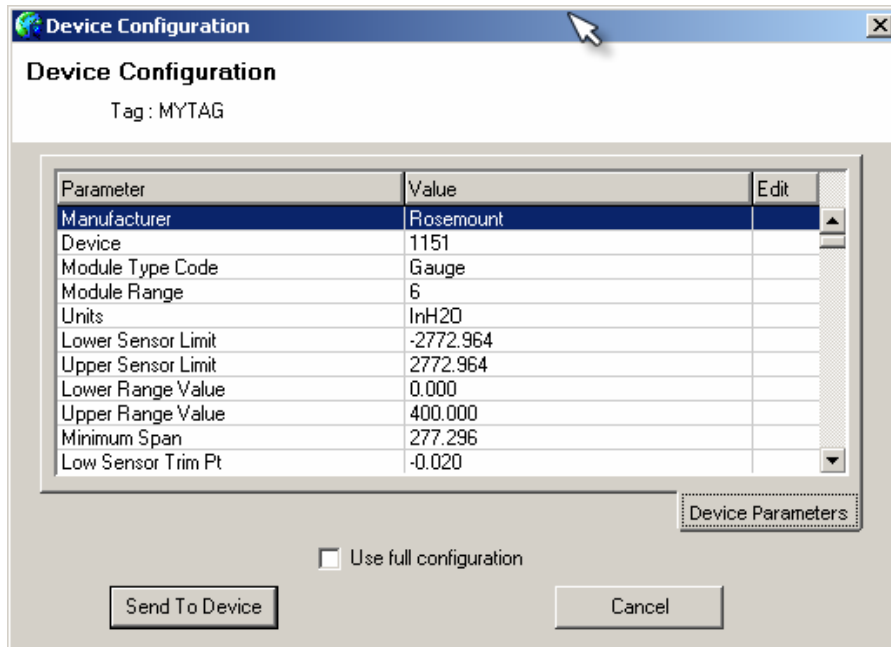 Device Configuration
Device Configuration
Tag : MYTAG
Parameter Value Edit
Manufacturer Rosemount
Device 1151
Module Type Code Gauge
Module Range 6
Units InH2O
Lower Sensor Limit -2772.964
Upper Sensor Limit 2772.964
Lower Range Value 0.000
Upper Range Value 400.000
Minimum Span 277.296
Low Sensor Trim Pt -0.020
Device Parameters
Use full configuration
Send To Device Cancel